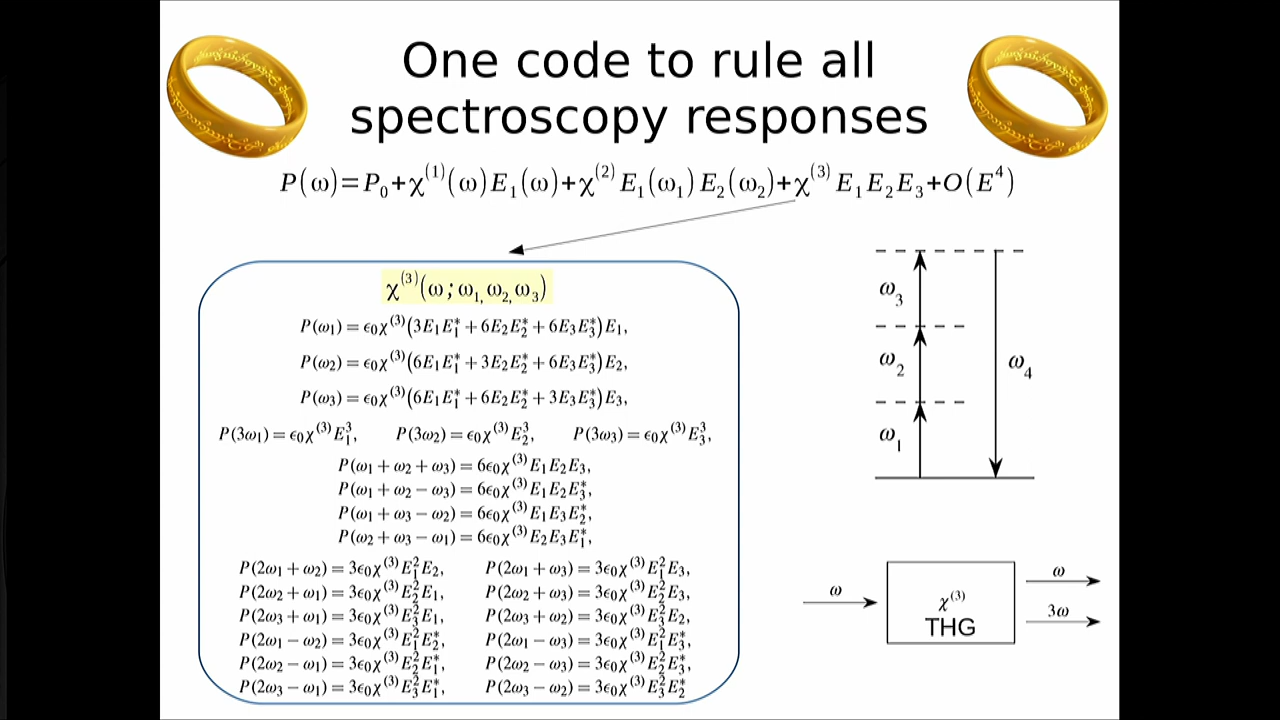 One code to rule all
spectroscopy responses
P(ω)=P₀+χ⁽¹⁾(ω)E₁(ω)+χ⁽²⁾E₁(ω₁)E₂(ω₂)+χ⁽³⁾E₁E₂E₃+O(E⁴)
χ⁽³⁾(ω;ω₁,ω₂,ω₃)
P(ω₁) = ϵ₀χ⁽³⁾(3E₁E₁* + 6E₂E₂* + 6E₃E₃*)E₁,
P(ω₂) = ϵ₀χ⁽³⁾(6E₁E₁* + 3E₂E₂* + 6E₃E₃*)E₂,
P(ω₃) = ϵ₀χ⁽³⁾(6E₁E₁* + 6E₂E₂* + 3E₃E₃*)E₃,
P(3ω₁) = ϵ₀χ⁽³⁾E₁³, P(3ω₂) = ϵ₀χ⁽³⁾E₂³, P(3ω₃) = ϵ₀χ⁽³⁾E₃³,
P(ω₁ + ω₂ + ω₃) = 6ϵ₀χ⁽³⁾E₁E₂E₃,
P(ω₁ + ω₂ − ω₃) = 6ϵ₀χ⁽³⁾E₁E₂E₃*,
P(ω₁ + ω₃ − ω₂) = 6ϵ₀χ⁽³⁾E₁E₃E₂*,
P(ω₂ + ω₃ − ω₁) = 6ϵ₀χ⁽³⁾E₂E₃E₁*,
P(2ω₁ + ω₂) = 3ϵ₀χ⁽³⁾E₁²E₂, P(2ω₁ + ω₃) = 3ϵ₀χ⁽³⁾E₁²E₃,
P(2ω₂ + ω₁) = 3ϵ₀χ⁽³⁾E₂²E₁, P(2ω₂ + ω₃) = 3ϵ₀χ⁽³⁾E₂²E₃,
P(2ω₃ + ω₁) = 3ϵ₀χ⁽³⁾E₃²E₁, P(2ω₃ + ω₂) = 3ϵ₀χ⁽³⁾E₃²E₂,
P(2ω₁ − ω₂) = 3ϵ₀χ⁽³⁾E₁²E₂*, P(2ω₁ − ω₃) = 3ϵ₀χ⁽³⁾E₁²E₃*,
P(2ω₂ − ω₁) = 3ϵ₀χ⁽³⁾E₂²E₁*, P(2ω₂ − ω₃) = 3ϵ₀χ⁽³⁾E₂²E₃*,
P(2ω₃ − ω₁) = 3ϵ₀χ⁽³⁾E₃²E₁*, P(2ω₃ − ω₂) = 3ϵ₀χ⁽³⁾E₃²E₂*
ω₃
ω₂
ω₄
ω₁
ω
χ⁽³⁾
THG
ω
3ω